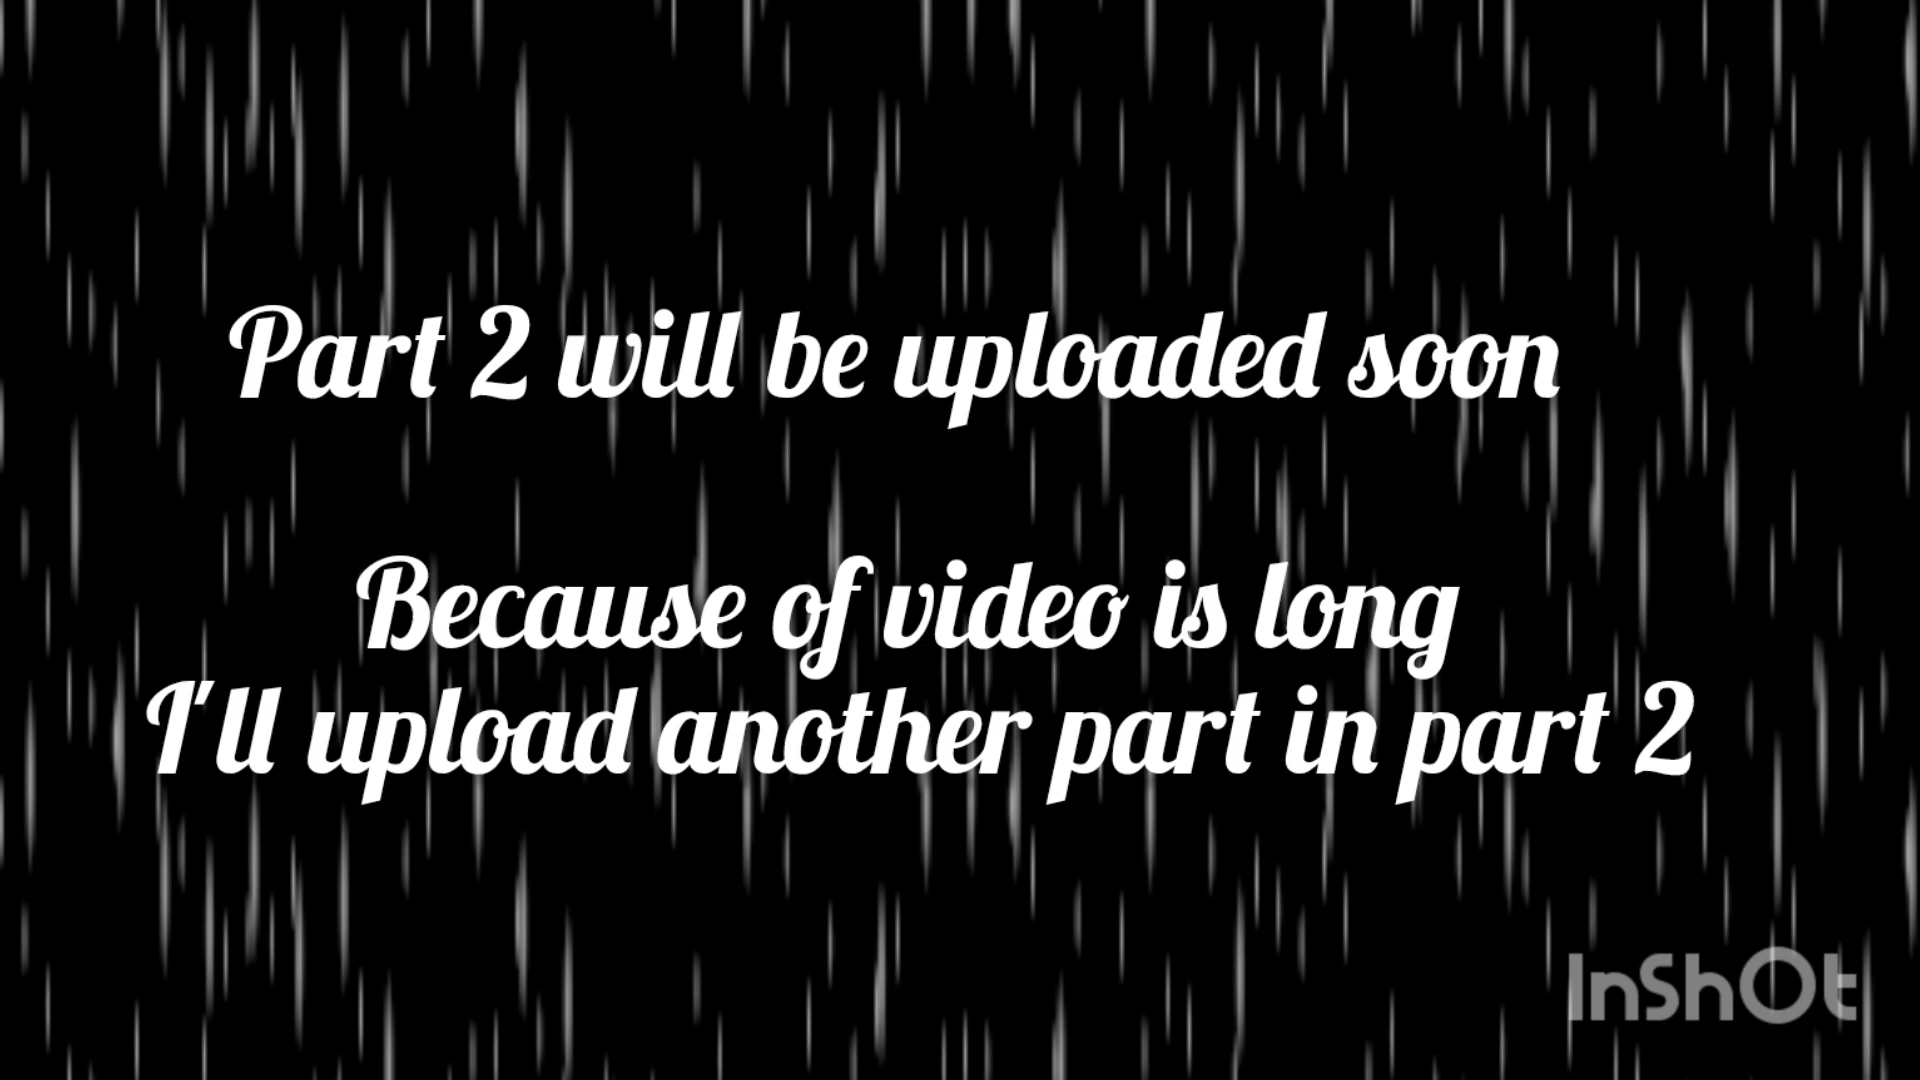 Part 2 will be uploaded soon
Because of video is long
I'll upload another part in part 2
InShOt